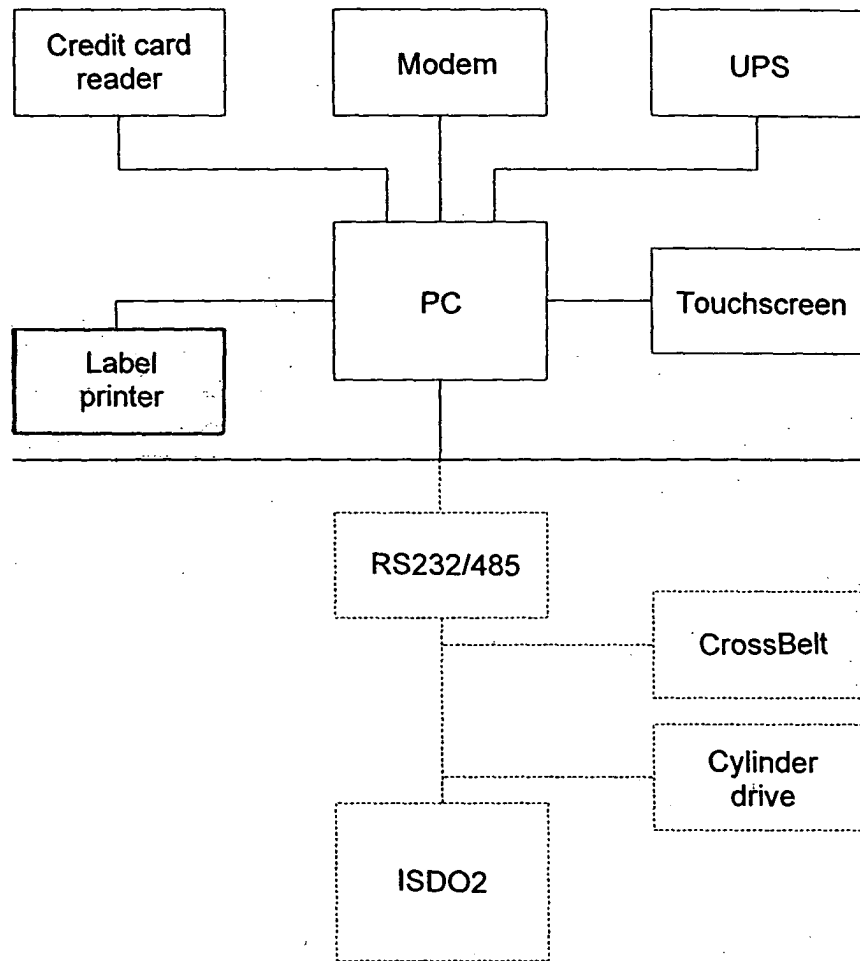 Credit card
reader
Modem
UPS
PC
Touchscreen
Label
printer
RS232/485
CrossBelt
Cylinder
drive
ISDO2